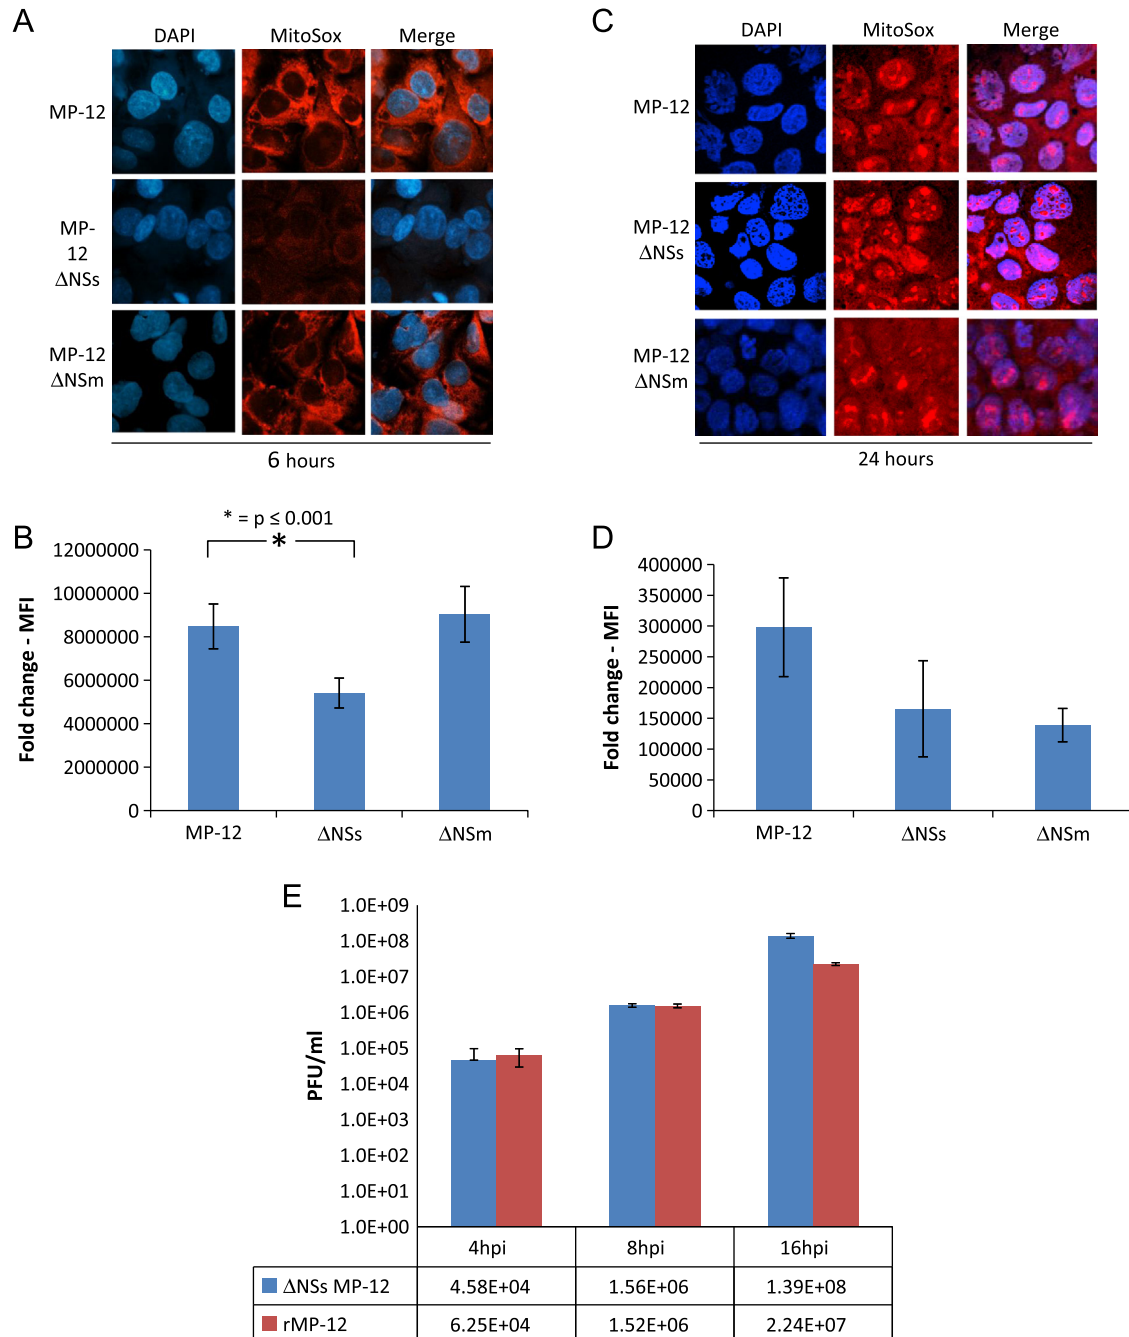 A
DAPI MitoSox Merge
MP-12
MP-
12
ΔNSs
MP-12
ΔNSm
6 hours
C
DAPI MitoSox Merge
MP-12
MP-12
ΔNSs
MP-12
ΔNSm
24 hours
B
* = p ≤ 0.001
*
Fold change - MFI
12000000
10000000
8000000
6000000
4000000
2000000
0
MP-12 ΔNSs ΔNSm
D
Fold change - MFI
400000
350000
300000
250000
200000
150000
100000
50000
0
MP-12 ΔNSs ΔNSm
E
PFU/ml
1.0E+09
1.0E+08
1.0E+07
1.0E+06
1.0E+05
1.0E+04
1.0E+03
1.0E+02
1.0E+01
1.0E+00
4hpi 8hpi 16hpi
ΔNSs MP-12 4.58E+04 1.56E+06 1.39E+08
rMP-12 6.25E+04 1.52E+06 2.24E+07